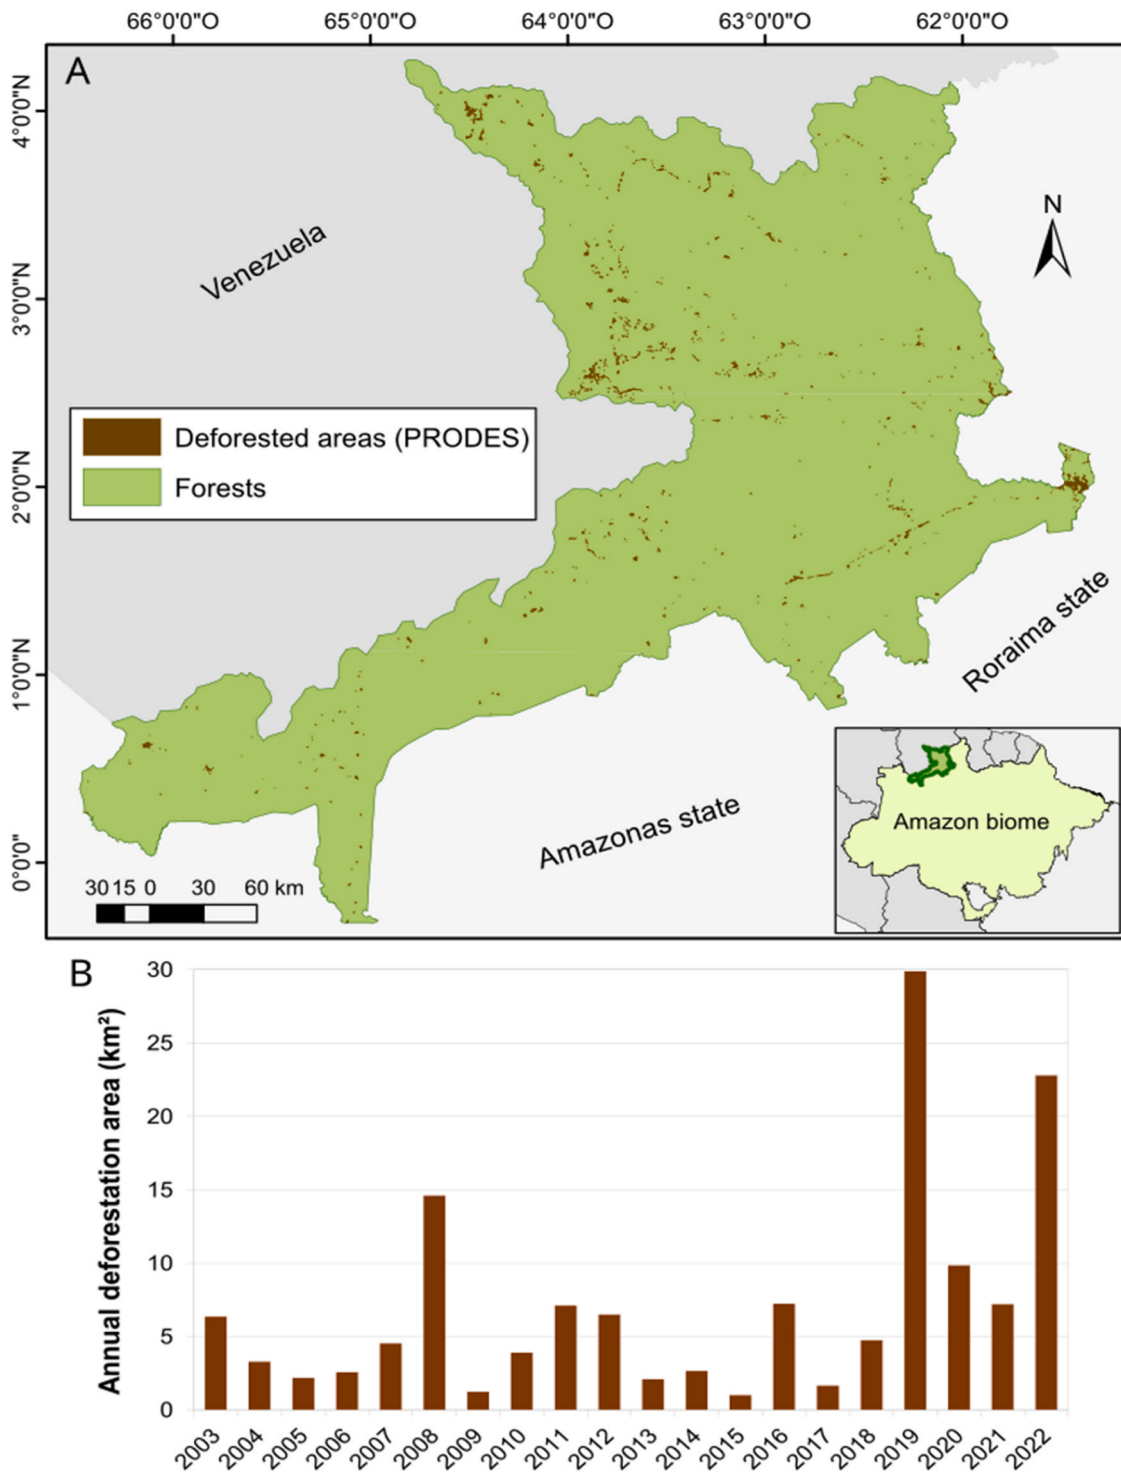 66°0'0"O 65°0'0"O 64°0'0"O 63°0'0"O 62°0'0"O
A
4°0'0"N
3°0'0"N
2°0'0"N
1°0'0"N
0°0'0"
Venezuela
N
Deforested areas (PRODES)
Forests
Roraima state
Amazonas state
Amazon biome
30 15 0 30 60 km
B
Annual deforestation area (km²)
30
25
20
15
10
5
0
2003 2004 2005 2006 2007 2008 2009 2010 2011 2012 2013 2014 2015 2016 2017 2018 2019 2020 2021 2022